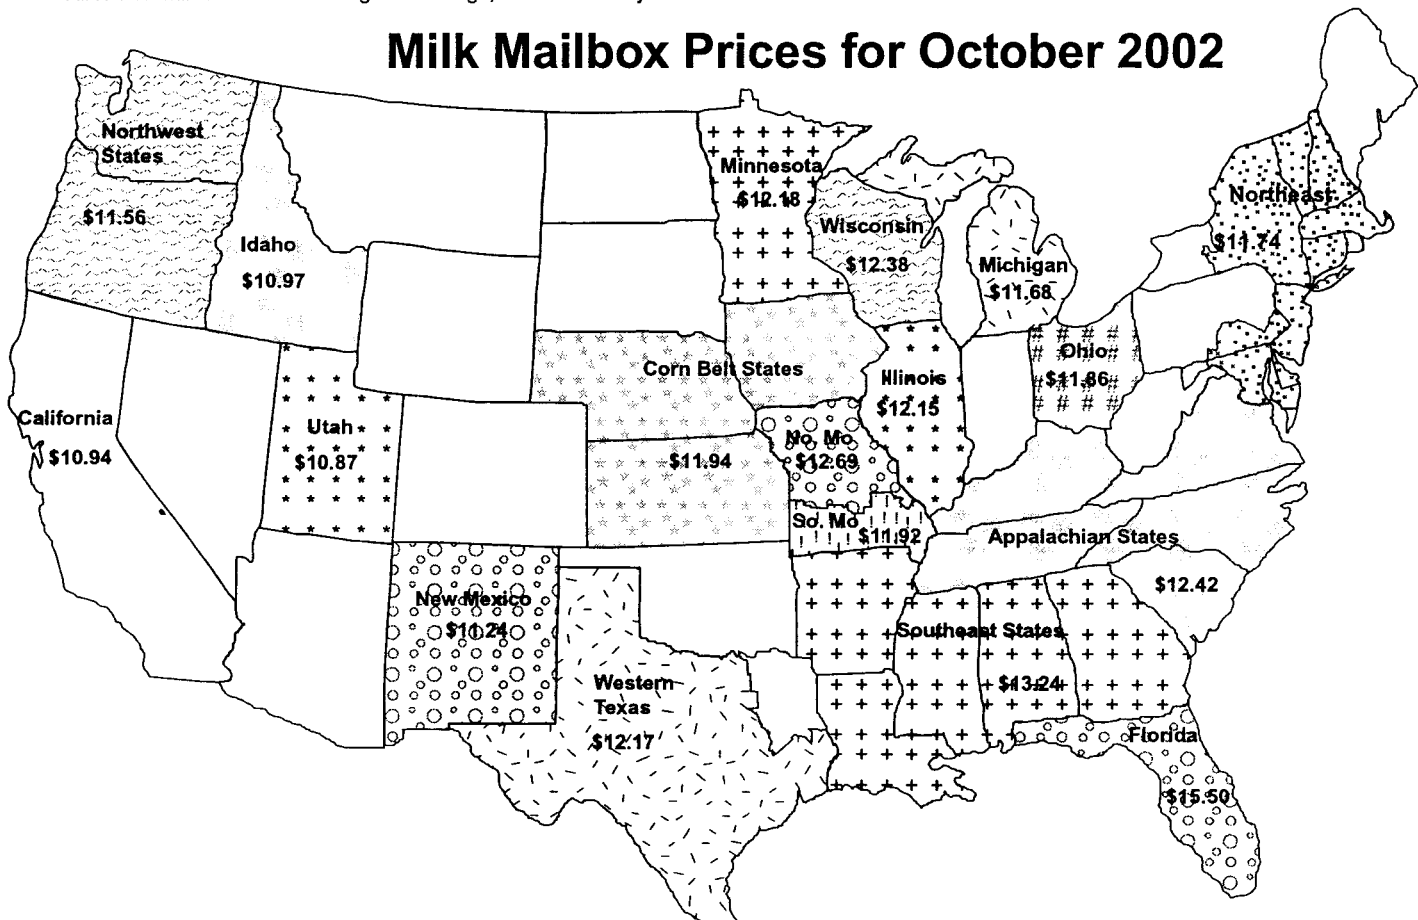 Milk Mailbox Prices for October 2002
Northwest
States
$11.56
Idaho
$10.97
Minnesota
$12.18
Wisconsin
$12.38
Michigan
$11.68
Northeast
$11.74
Corn Belt States
$11.94
Illinois
$12.15
Ohio
$11.86
California
$10.94
Utah
$10.87
No. Mo
$12.69
So. Mo
$11.92
Appalachian States
$12.42
New Mexico
$11.24
Southeast States
$13.24
Western
Texas
$12.17
Florida
$15.50